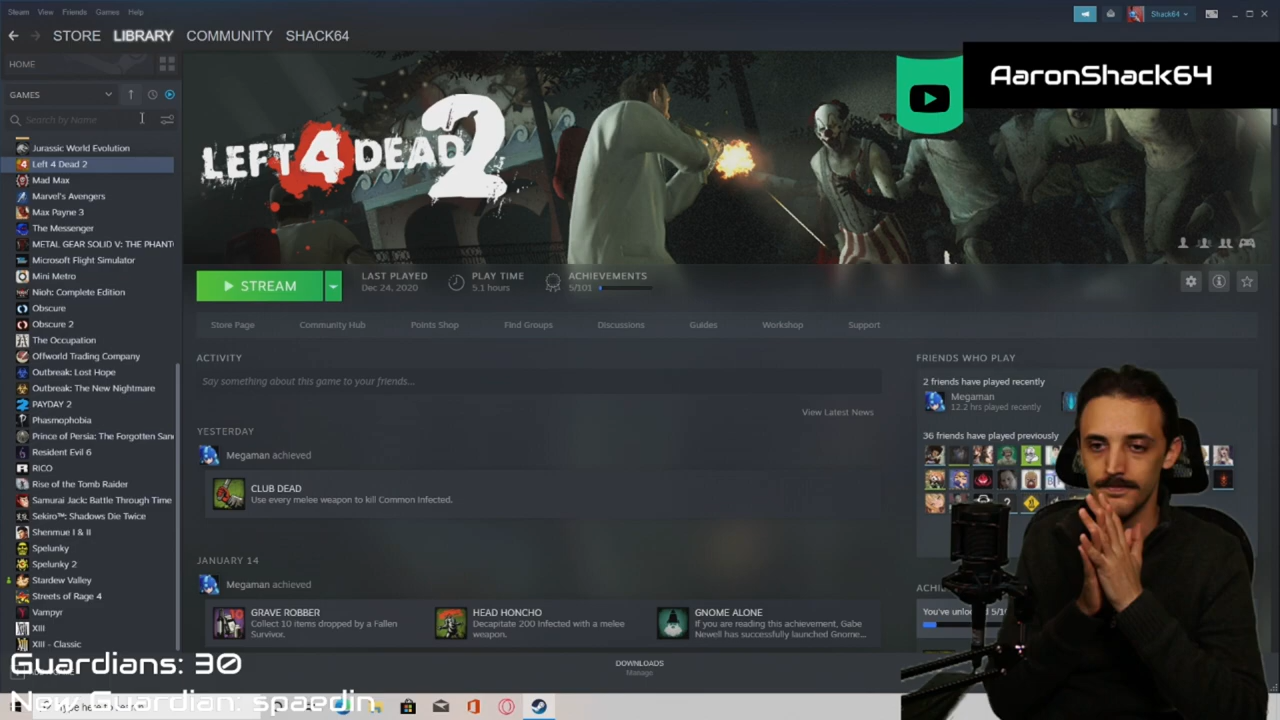 Steam View Friends Games Help
Shack64
STORE LIBRARY COMMUNITY SHACK64
AaronShack64
HOME
GAMES
Search by Name
Jurassic World Evolution
Left 4 Dead 2
Mad Max
Marvel's Avengers
Max Payne 3
The Messenger
METAL GEAR SOLID V: THE PHANT
Microsoft Flight Simulator
Mini Metro
Nioh: Complete Edition
Obscure
Obscure 2
The Occupation
Offworld Trading Company
Outbreak: Lost Hope
Outbreak: The New Nightmare
PAYDAY 2
Phasmophobia
Prince of Persia: The Forgotten Sand
Resident Evil 6
RICO
Rise of the Tomb Raider
Samurai Jack: Battle Through Time
Sekiro™: Shadows Die Twice
Shenmue I & II
Spelunky
Spelunky 2
Stardew Valley
Streets of Rage 4
Vampyr
XIII
XIII - Classic
LEFT 4 DEAD 2
STREAM
LAST PLAYED
Dec 24, 2020
PLAY TIME
5.1 hours
ACHIEVEMENTS
5/101
Store Page Community Hub Points Shop Find Groups Discussions Guides Workshop Support
ACTIVITY
Say something about this game to your friends...
View Latest News
YESTERDAY
Megaman achieved
CLUB DEAD
Use every melee weapon to kill Common Infected.
JANUARY 14
Megaman achieved
GRAVE ROBBER
Collect 10 items dropped by a Fallen
Survivor.
HEAD HONCHO
Decapitate 200 Infected with a melee
weapon.
GNOME ALONE
If you are reading this achievement, Gabe
Newell has successfully launched Gnome...
FRIENDS WHO PLAY
2 friends have played recently
Megaman
12.2 hrs played recently
36 friends have played previously
You've unlo
DOWNLOADS
Manage
Guardians: 30
New Guardian: spaedin